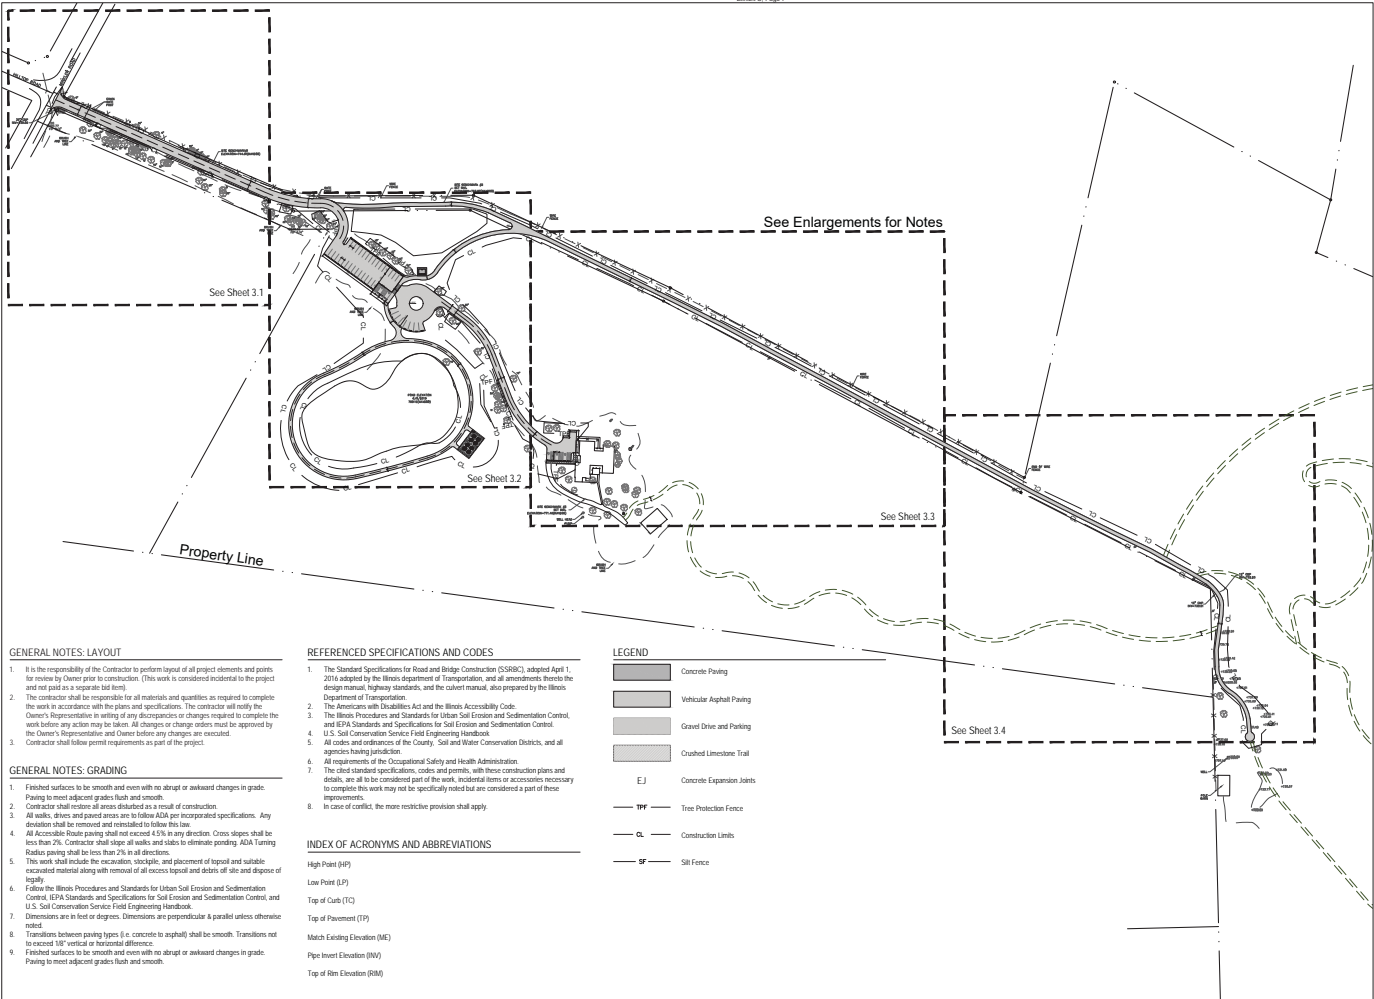 See Enlargements for Notes
See Sheet 3.1
See Sheet 3.2
See Sheet 3.3
See Sheet 3.4
Property Line
GENERAL NOTES: LAYOUT
1. It is the responsibility of the Contractor to perform layout of all project elements and points
for review by Owner prior to construction. (This work is considered incidental to the project
and not paid as a separate bid item).
2. The contractor shall be responsible for all materials and quantities as required to complete
the work in accordance with the plans and specifications. The contractor will notify the
Owner's Representative in writing of any discrepancies or changes required to complete the
work before any action may be taken. All changes or change orders must be approved by
the Owner's Representative and Owner before any changes are executed.
3. Contractor shall follow permit requirements as part of the project.
GENERAL NOTES: GRADING
1. Finished surfaces to be smooth and even with no abrupt or awkward changes in grade.
Paving to meet adjacent grades flush and smooth.
2. Contractor shall restore all areas disturbed as a result of construction.
3. All walks, drives and paved areas are to follow ADA per incorporated specifications. Any
deviation shall be removed and reinstalled to follow this law.
4. All Accessible Route paving shall not exceed 4.5% in any direction. Cross slopes shall be
less than 2%. Contractor shall slope all walks and slabs to eliminate ponding. ADA Turning
Radius paving shall be less than 2% in all directions.
5. This work shall include the excavation, stockpile, and placement of topsoil and suitable
excavated material along with removal of all excess topsoil and debris off site and dispose of
legally.
6. Follow the Illinois Procedures and Standards for Urban Soil Erosion and Sedimentation
Control, IEPA Standards and Specifications for Soil Erosion and Sedimentation Control, and
U.S. Soil Conservation Service Field Engineering Handbook.
7. Dimensions are in feet or degrees. Dimensions are perpendicular & parallel unless otherwise
noted.
8. Transitions between paving types (i.e. concrete to asphalt) shall be smooth. Transitions not
to exceed 1/8" vertical or horizontal difference.
9. Finished surfaces to be smooth and even with no abrupt or awkward changes in grade.
Paving to meet adjacent grades flush and smooth.
REFERENCED SPECIFICATIONS AND CODES
1. The Standard Specifications for Road and Bridge Construction (SSRBC), adopted April 1,
2016 adopted by the Illinois department of Transportation, and all amendments thereto the
design manual, highway standards, and the culvert manual, also prepared by the Illinois
Department of Transportation.
2. The Americans with Disabilities Act and the Illinois Accessibility Code.
3. The Illinois Procedures and Standards for Urban Soil Erosion and Sedimentation Control,
and IEPA Standards and Specifications for Soil Erosion and Sedimentation Control.
4. U.S. Soil Conservation Service Field Engineering Handbook
5. All codes and ordinances of the County, Soil and Water Conservation Districts, and all
agencies having jurisdiction.
6. All requirements of the Occupational Safety and Health Administration.
7. The cited standard specifications, codes and permits, with these construction plans and
details, are all to be considered part of the work, incidental items or accessories necessary
to complete this work may not be specifically noted but are considered a part of these
improvements.
8. In case of conflict, the more restrictive provision shall apply.
INDEX OF ACRONYMS AND ABBREVIATIONS
High Point (HP)
Low Point (LP)
Top of Curb (TC)
Top of Pavement (TP)
Match Existing Elevation (ME)
Pipe Invert Elevation (INV)
Top of Rim Elevation (RIM)
LEGEND
Concrete Paving
Vehicular Asphalt Paving
Gravel Drive and Parking
Crushed Limestone Trail
EJ Concrete Expansion Joints
TPF Tree Protection Fence
CL Construction Limits
SF Silt Fence